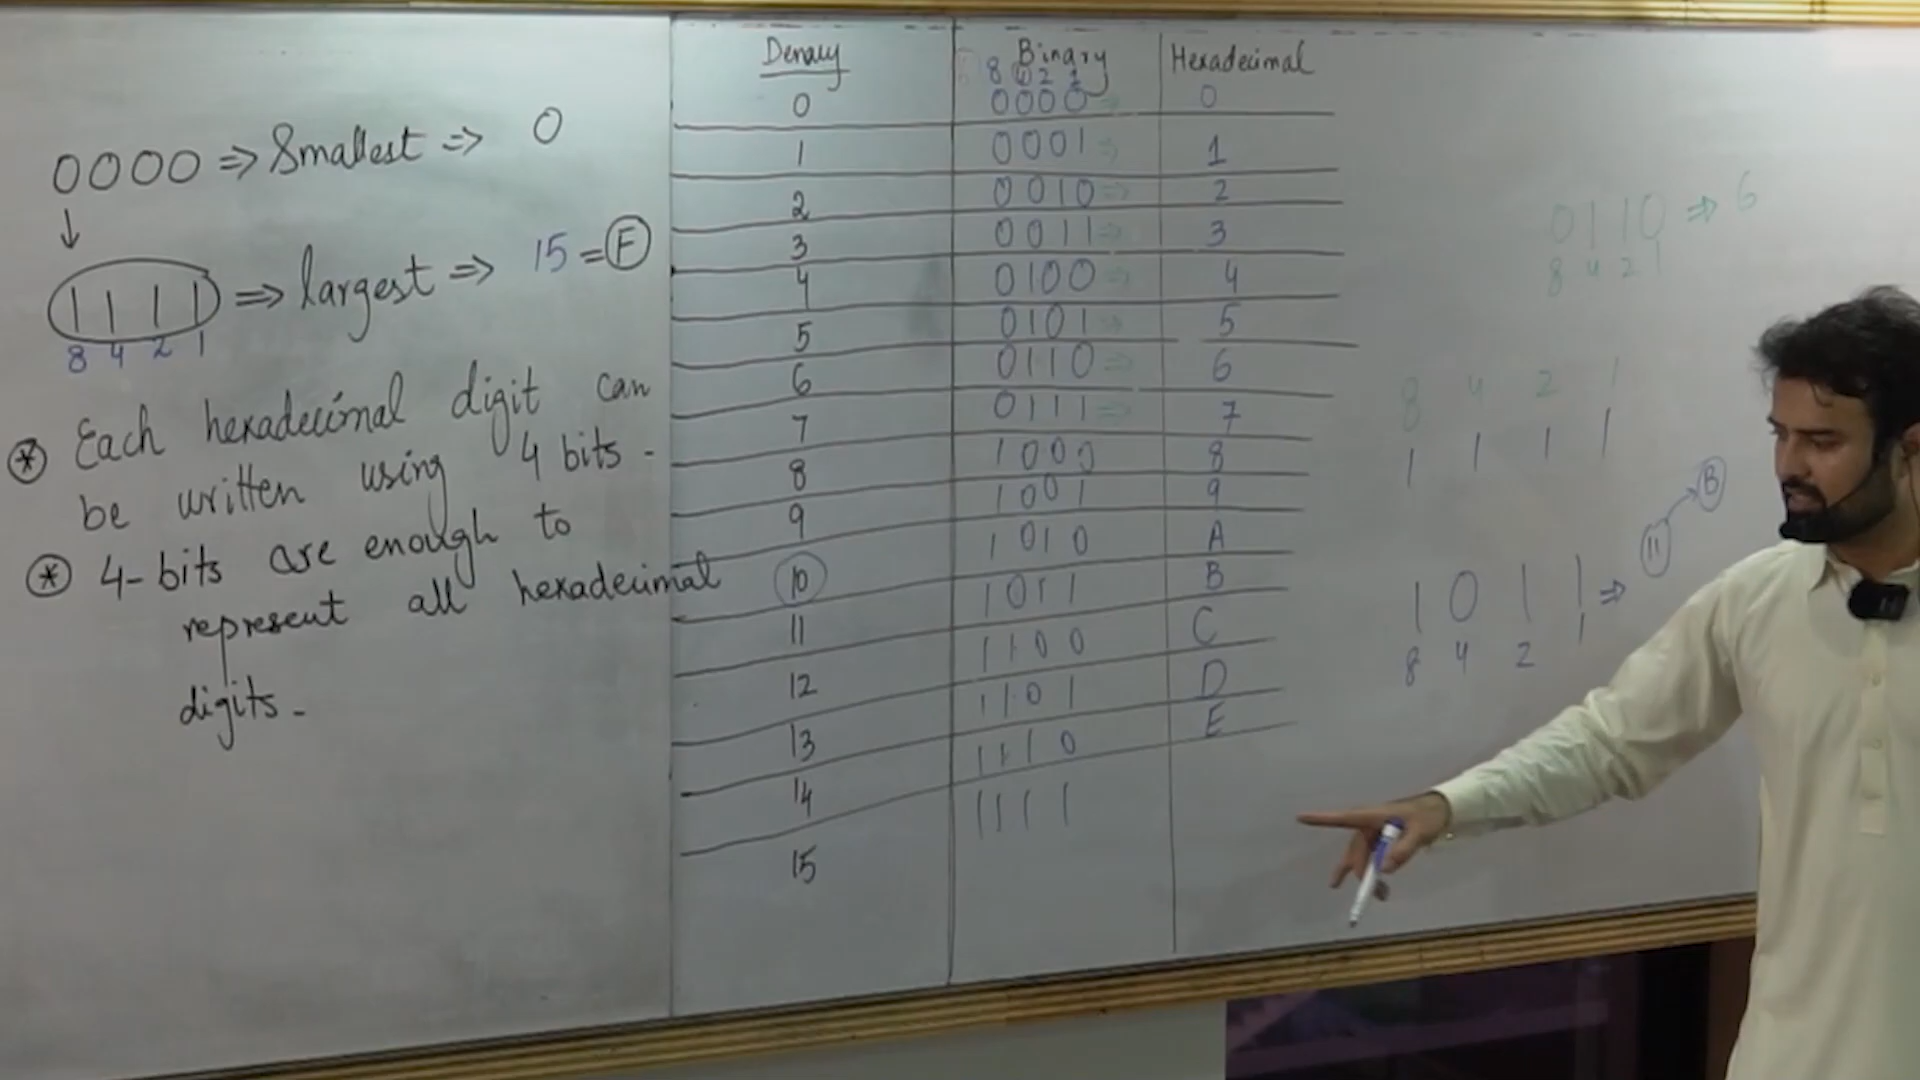 0000 => Smallest => 0
↓
1111 => largest => 15 = F
8 4 2 1
* Each hexadecimal digit can
be written using 4 bits -
* 4-bits are enough to
represent all hexadecimal
digits -
Denary Binary Hexadecimal
8 4 2 1
0 0000 => 0
1 0001 => 1
2 0010 => 2
3 0011 => 3
4 0100 4
5 0101 => 5
6 0110 => 6
7 0111 => 7
8 1000 8
9 1001 9
10 1010 A
11 1011 B
12 1100 C
13 1101 D
14 1110 E
15 1111
0110 => 6
8 4 2 1
8 4 2 1
1 1 1 1
1 0 1 1 => 11 → B
8 4 2 1